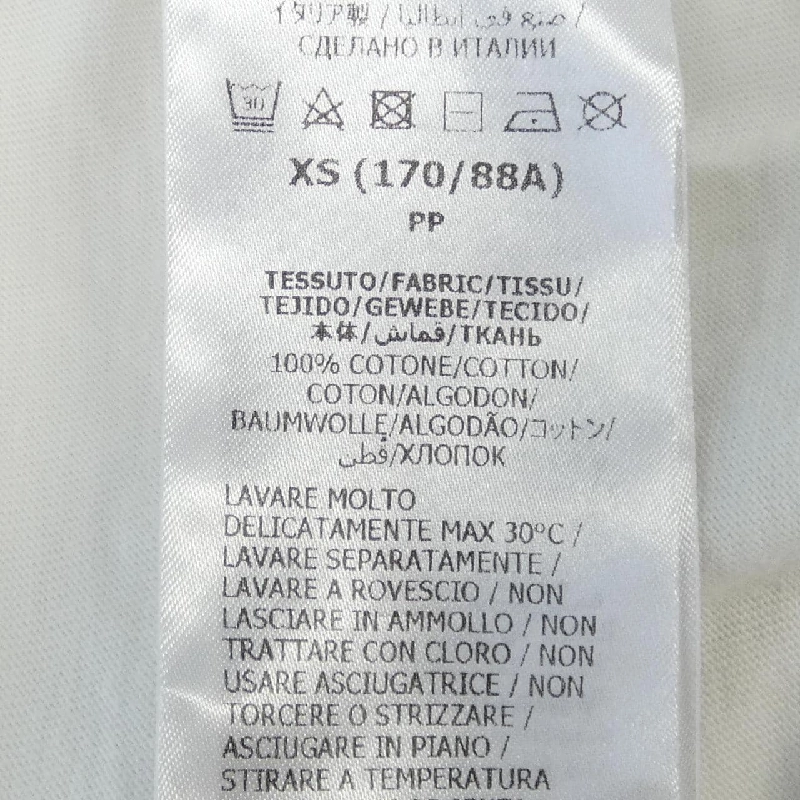 イタリア製 / صنع في إيطاليا /
СДЕЛАНО В ИТАЛИИ
30
XS (170/88A)
PP
TESSUTO/FABRIC/TISSU/
TEJIDO/GEWEBE/TECIDO/
本体/قماش/ТКАНЬ
100% COTONE/COTTON/
COTON/ALGODON/
BAUMWOLLE/ALGODÃO/コットン/
قطن/ХЛОПОК
LAVARE MOLTO
DELICATAMENTE MAX 30°C /
LAVARE SEPARATAMENTE /
LAVARE A ROVESCIO / NON
LASCIARE IN AMMOLLO / NON
TRATTARE CON CLORO / NON
USARE ASCIUGATRICE / NON
TORCERE O STRIZZARE /
ASCIUGARE IN PIANO /
STIRARE A TEMPERATURA